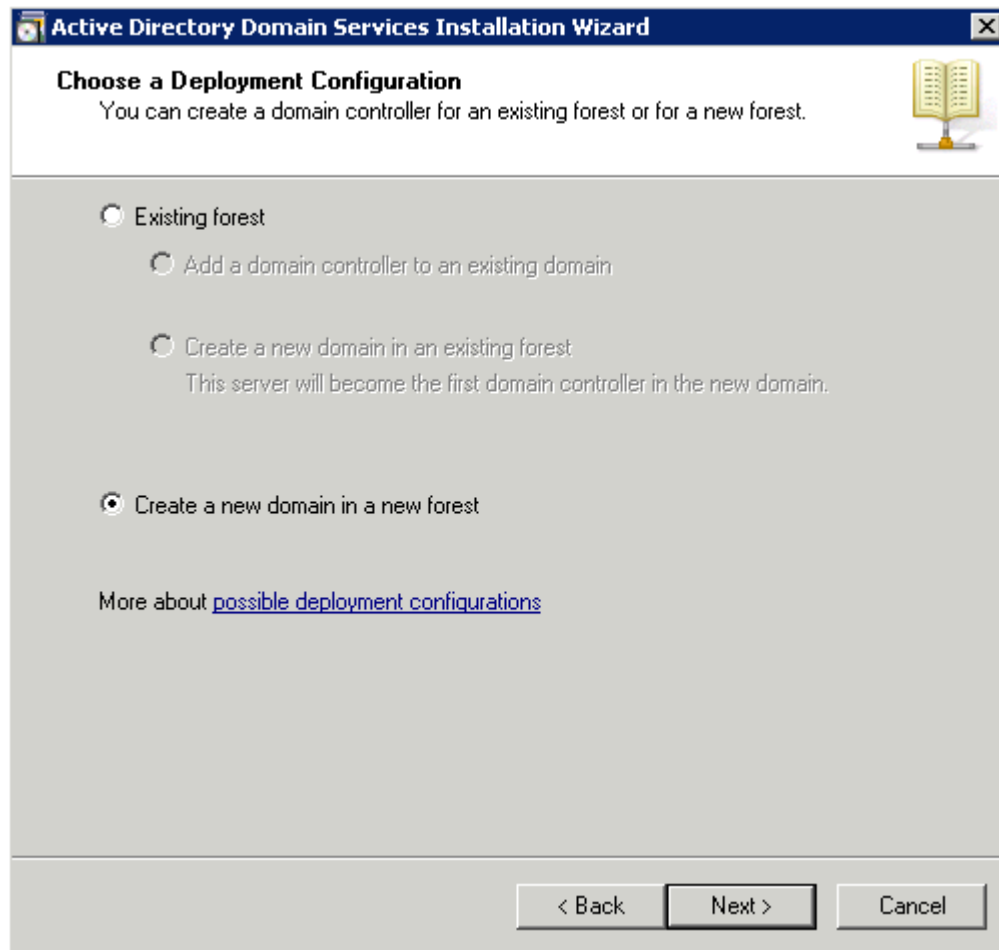 Active Directory Domain Services Installation Wizard
Choose a Deployment Configuration
You can create a domain controller for an existing forest or for a new forest.
Existing forest
Add a domain controller to an existing domain
Create a new domain in an existing forest
This server will become the first domain controller in the new domain.
Create a new domain in a new forest
More about possible deployment configurations
< Back Next > Cancel